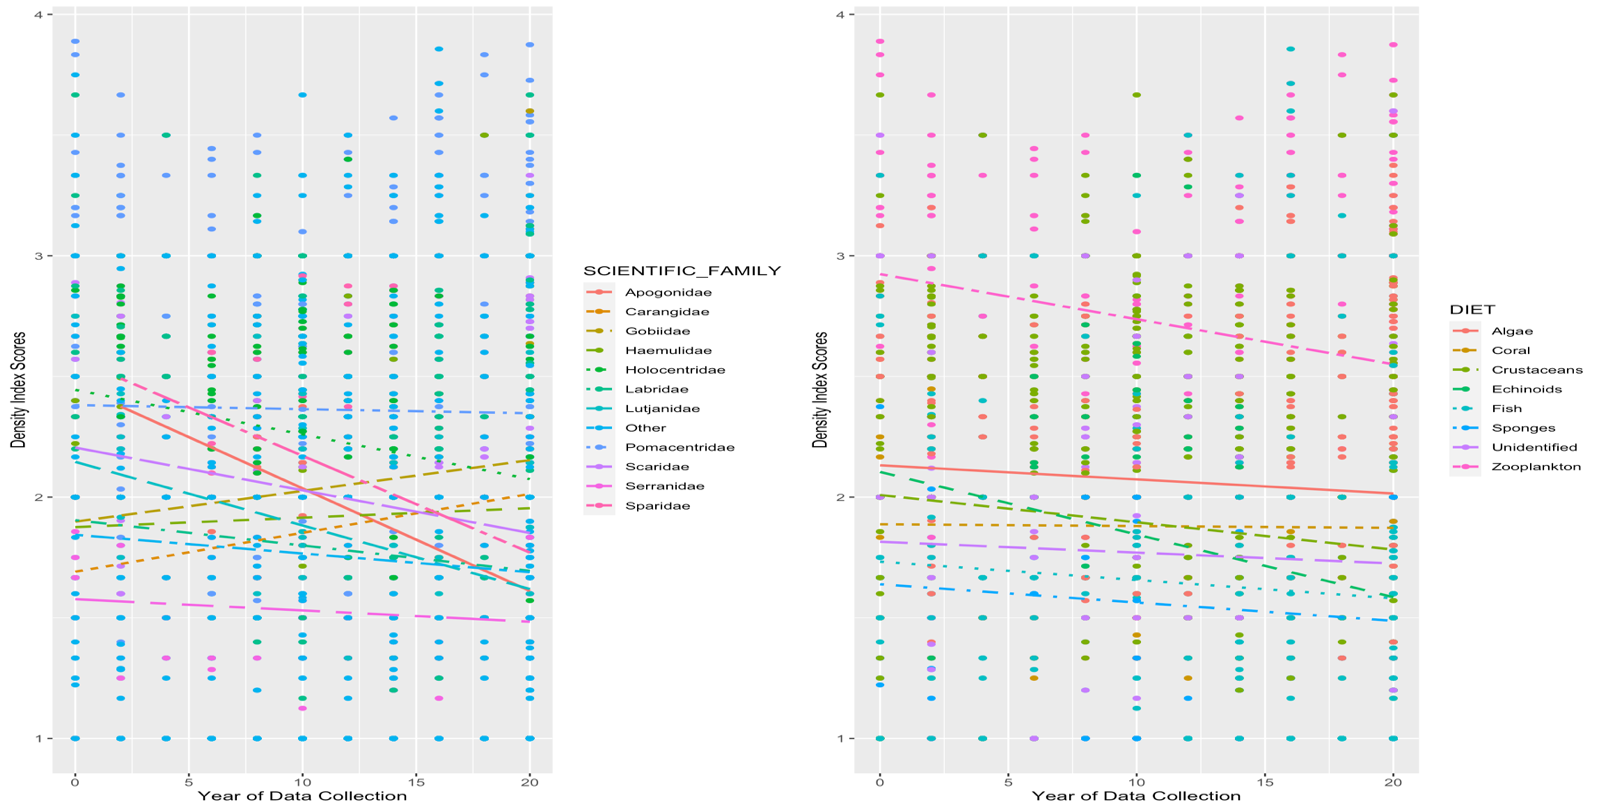 4
3
2
1
Density Index Scores
0 5 10 15 20
Year of Data Collection
SCIENTIFIC_FAMILY
Apogonidae
Carangidae
Gobiidae
Haemulidae
Holocentridae
Labridae
Lutjanidae
Other
Pomacentridae
Scaridae
Serranidae
Sparidae
4
3
2
1
Density Index Scores
0 5 10 15 20
Year of Data Collection
DIET
Algae
Coral
Crustaceans
Echinoids
Fish
Sponges
Unidentified
Zooplankton